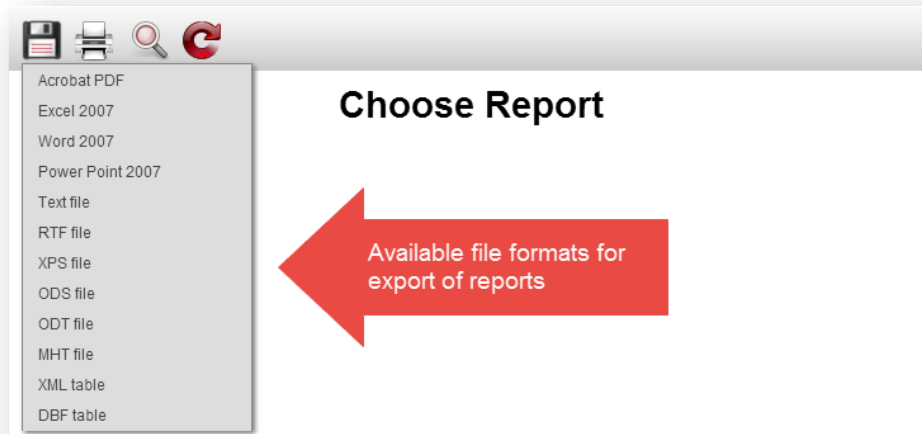 Acrobat PDF
Excel 2007
Word 2007
Power Point 2007
Text file
RTF file
XPS file
ODS file
ODT file
MHT file
XML table
DBF table
Choose Report
Available file formats for
export of reports